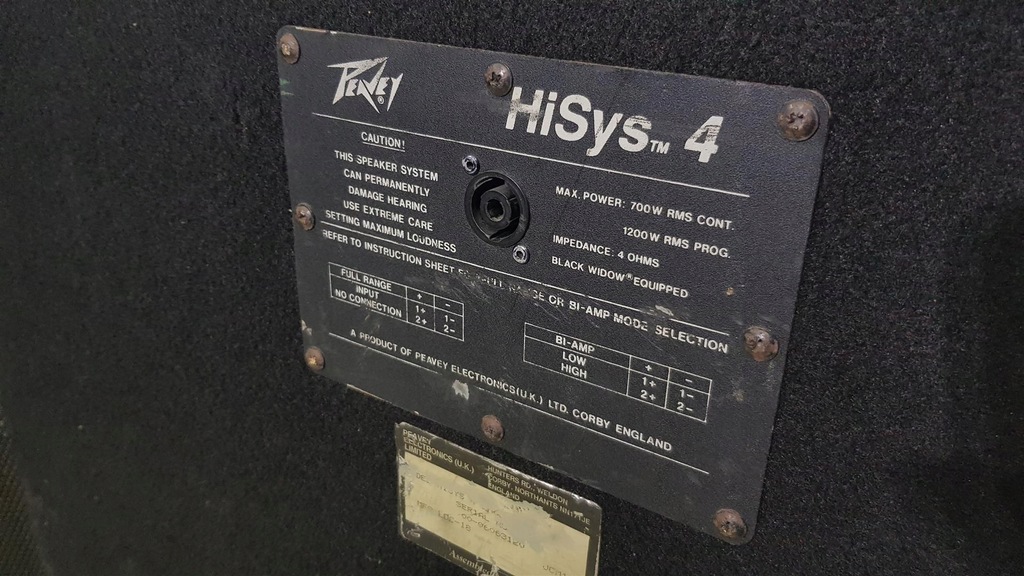 PEAVEY®
HiSys™ 4
CAUTION!
THIS SPEAKER SYSTEM
CAN PERMANENTLY
DAMAGE HEARING
USE EXTREME CARE
SETTING MAXIMUM LOUDNESS
MAX. POWER: 700W RMS CONT.
1200W RMS PROG.
IMPEDANCE: 4 OHMS
BLACK WIDOW® EQUIPPED
REFER TO INSTRUCTION SHEET RANGE OR BI-AMP MODE SELECTION
FULL RANGE + -
INPUT 1+ 1-
NO CONNECTION 2+ 2-
BI-AMP + -
LOW 1+ 1-
HIGH 2+ 2-
A PRODUCT OF PEAVEY ELECTRONICS (U.K.) LTD. CORBY ENGLAND
PEAVEY
ELECTRONICS (U.K.)
LIMITED
HUNTERS RD. WELDON
CORBY, NORTHANTS
ENGLAND
SERIAL